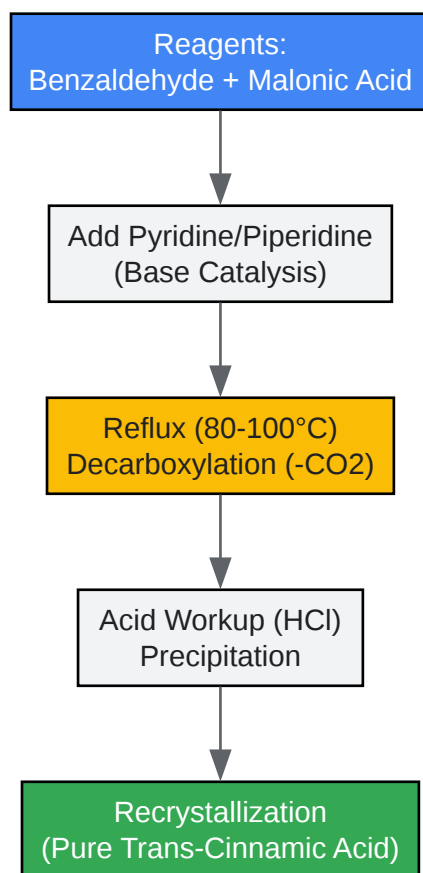 Reagents:
Benzaldehyde + Malonic Acid
Add Pyridine/Piperidine
(Base Catalysis)
Reflux (80-100°C)
Decarboxylation (-CO2)
Acid Workup (HCl)
Precipitation
Recrystallization
(Pure Trans-Cinnamic Acid)